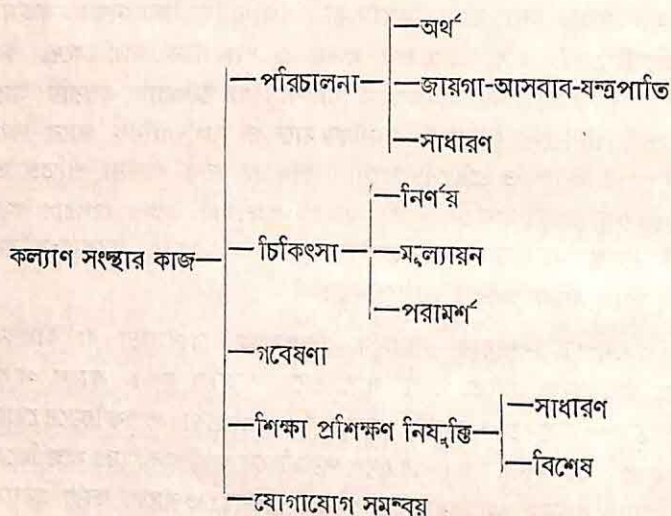 অর্থ
পরিচালনা
জায়গা-আসবাব-যন্ত্রপাতি
সাধারণ
নির্ণয়
কল্যাণ সংস্থার কাজ
চিকিৎসা
মূল্যায়ন
পরামর্শ
গবেষণা
সাধারণ
শিক্ষা প্রশিক্ষণ নিযুক্তি
বিশেষ
যোগাযোগ সমন্বয়